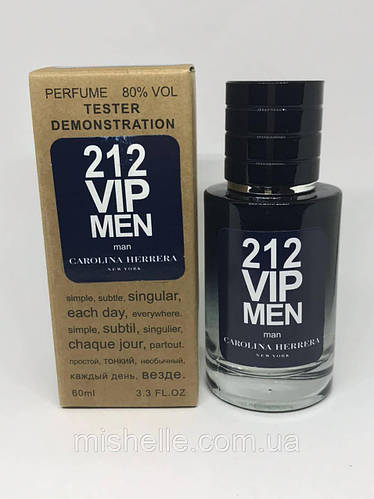 PERFUME 80% VOL
TESTER
DEMONSTRATION
212
VIP
MEN
man
CAROLINA HERRERA
NEW YORK
simple, subtle, singular,
each day, everywhere.
simple, subtil, singulier,
chaque jour, partout.
простой, тонкий, необычный,
каждый день, везде.
60ml 3.3 FL.OZ
212
VIP
MEN
man
CAROLINA HERRERA
NEW YORK
mishelle.com.ua